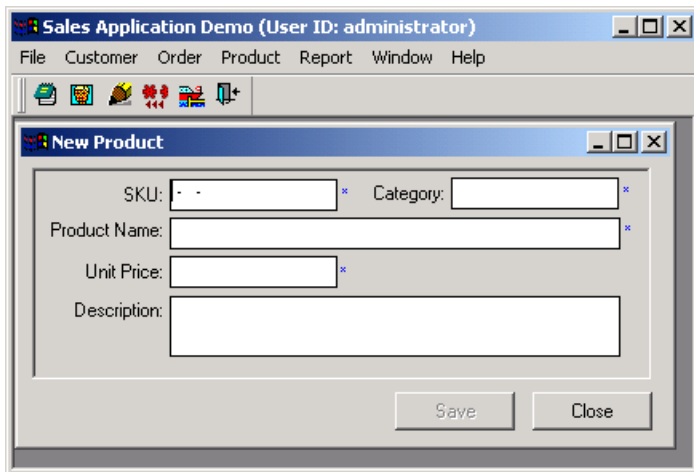 Sales Application Demo (User ID: administrator)
File Customer Order Product Report Window Help
New Product
SKU: - - * Category: *
Product Name: *
Unit Price: *
Description:
Save Close